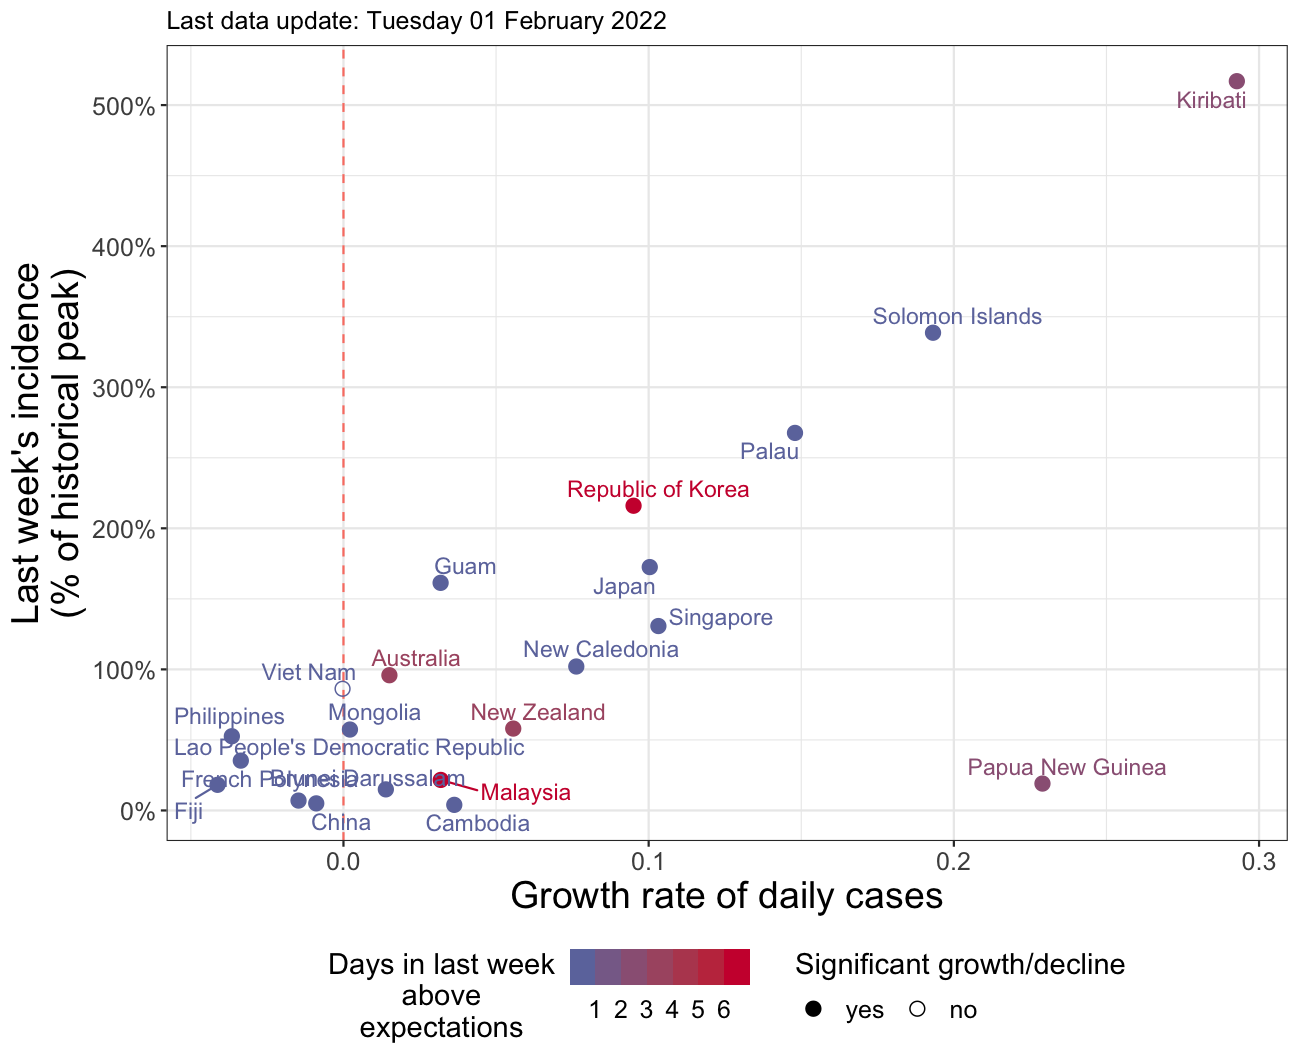 Last data update: Tuesday 01 February 2022
Last week's incidence
(% of historical peak)
500%
400%
300%
200%
100%
0%
Kiribati
Solomon Islands
Palau
Republic of Korea
Guam
Japan
Singapore
New Caledonia
Australia
Viet Nam
Mongolia
New Zealand
Philippines
Lao People's Democratic Republic
Papua New Guinea
French Polynesia
Brunei Darussalam
Malaysia
Fiji
China
Cambodia
0.0
0.1
0.2
0.3
Growth rate of daily cases
Days in last week
above
expectations
1 2 3 4 5 6
Significant growth/decline
yes
no